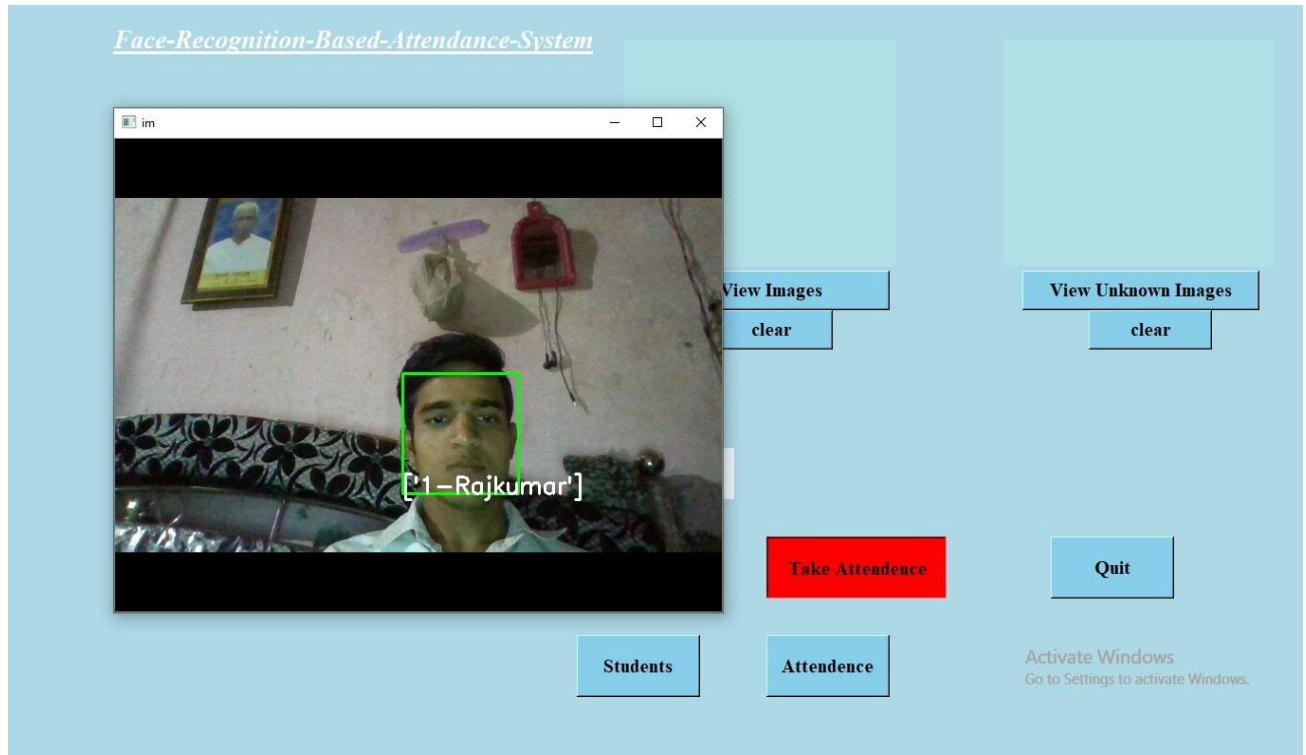 Face-Recognition-Based-Attendance-System
im
View Images
View Unknown Images
clear
clear
['1-Rajkumar']
Take Attendence
Quit
Students
Attendence
Activate Windows
Go to Settings to activate Windows.